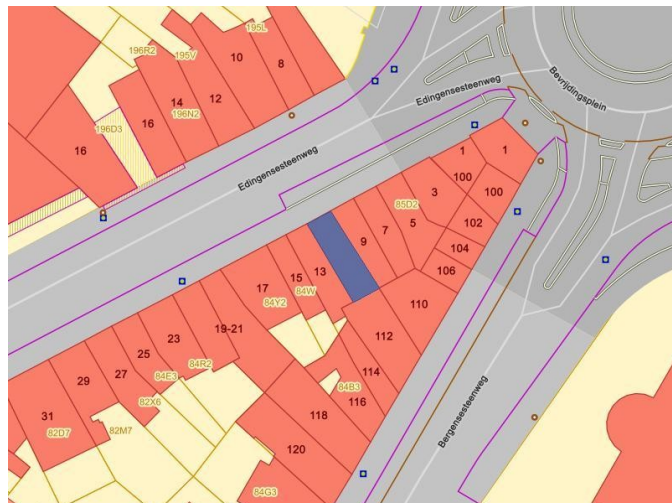 195L
196R2
195V
10
8
14
12
196N2
16
196D3
16
Edingensesteenweg
Bevrijdingsplein
Edingensesteenweg
1
1
100
3
100
85D2
5
102
7
9
104
106
13
15
84W
17
84Y2
110
19-21
112
23
25
84R2
114
84E3
27
84B3
116
29
82X6
118
31
82D7
82M7
120
84G3
Bergensesteenweg